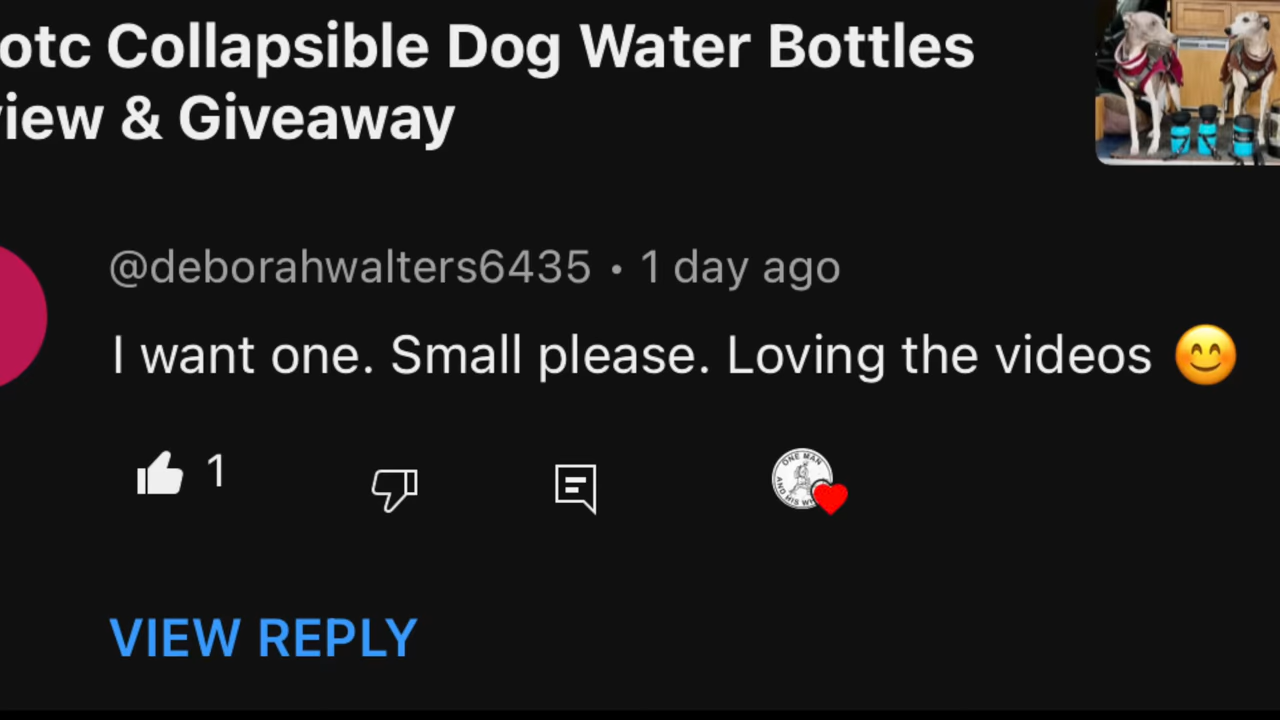 otc Collapsible Dog Water Bottles
view & Giveaway
@deborahwalters6435 • 1 day ago
I want one. Small please. Loving the videos 😊
1
ONE MAN
AND HIS
VIEW REPLY